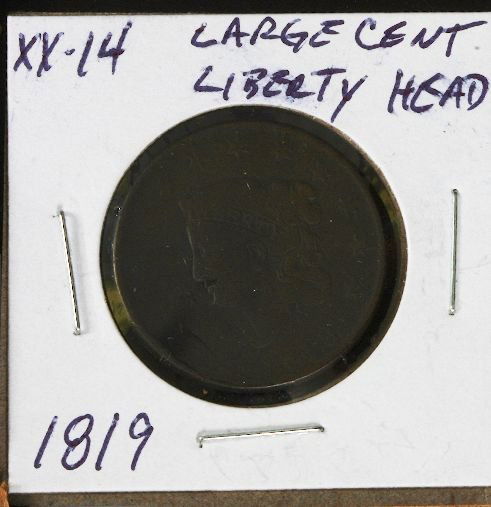 XX-14 LARGE CENT
LIBERTY HEAD
1819